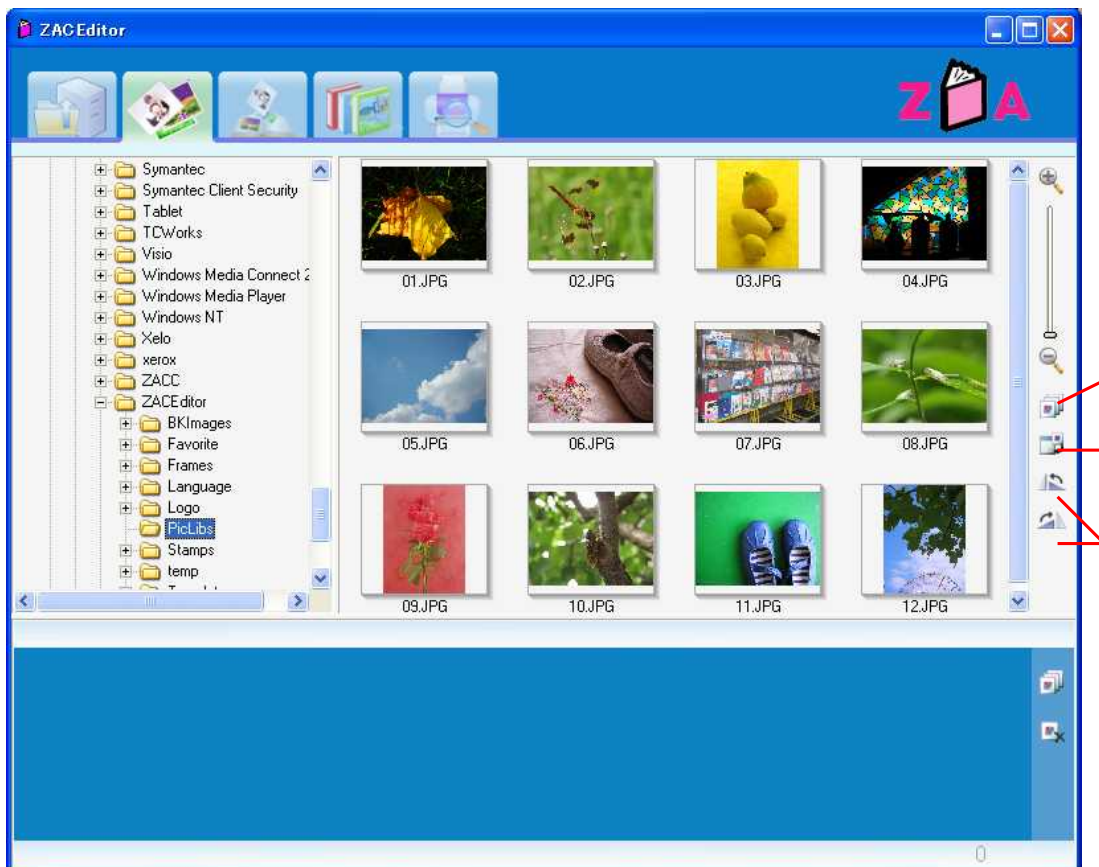 ZACEditor
Z A
Symantec
Symantec Client Security
Tablet
TCWorks
Visio
Windows Media Connect 2
Windows Media Player
Windows NT
Xelo
xerox
ZACC
ZACEditor
BKImages
Favorite
Frames
Language
Logo
PicLibs
Stamps
temp
01.JPG
02.JPG
03.JPG
04.JPG
05.JPG
06.JPG
07.JPG
08.JPG
09.JPG
10.JPG
11.JPG
12.JPG